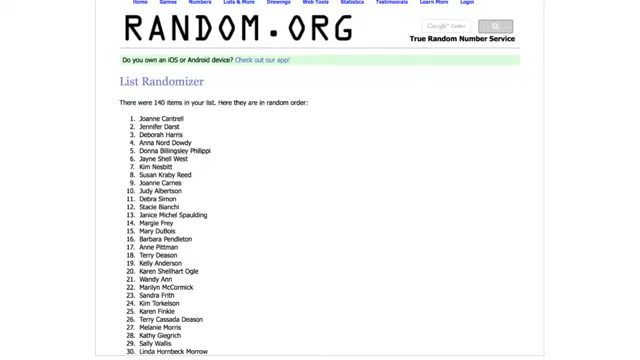 Home Games Numbers Lists & More Drawings Web Tools Statistics Testimonials Learn More Login
RANDOM.ORG
Google
True Random Number Service
Do you own an iOS or Android device? Check out our app!
List Randomizer
There were 140 items in your list. Here they are in random order:
1. Joanne Cantrell
2. Jennifer Darst
3. Deborah Harris
4. Anna Nord Dowdy
5. Donna Billingsley Philippi
6. Jayne Shell West
7. Kim Nesbitt
8. Susan Kraby Reed
9. Joanne Carnes
10. Judy Albertson
11. Debra Simon
12. Stacie Bianchi
13. Janice Michel Spaulding
14. Margie Frey
15. Mary DuBois
16. Barbara Pendleton
17. Anne Pittman
18. Terry Deason
19. Kelly Anderson
20. Karen Shellhart Ogle
21. Wandy Ann
22. Marilyn McCormick
23. Sandra Frith
24. Kim Torkelson
25. Karen Finkle
26. Terry Cassada Deason
27. Melanie Morris
28. Kathy Giegrich
29. Sally Wallis
30. Linda Hornbeck Morrow